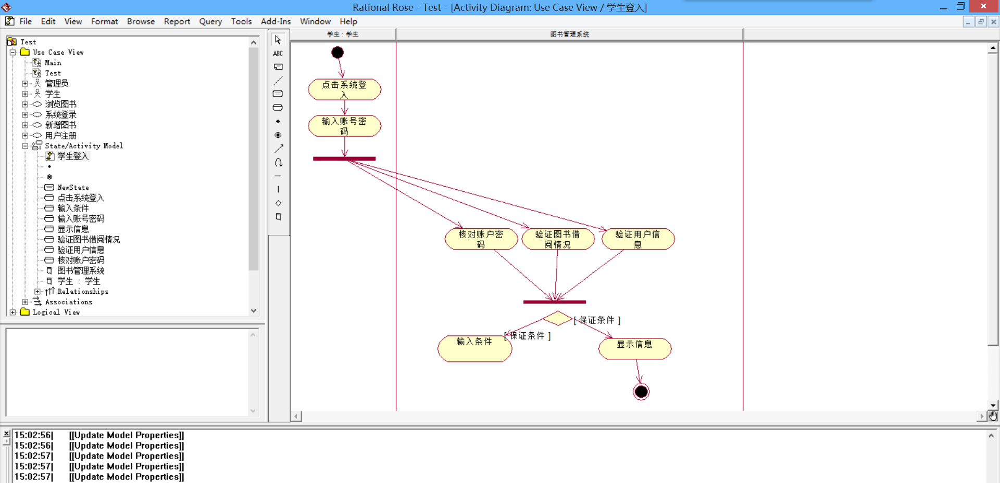 Rational Rose - Test - [Activity Diagram: Use Case View / 学生登入]
File Edit View Format Browse Report Query Tools Add-Ins Window Help
Test
Use Case View
Main
Test
管理员
学生
浏览图书
系统登录
新增图书
用户注册
State/Activity Model
学生登入
NewState
点击系统登入
输入条件
输入账号密码
显示信息
验证图书借阅情况
验证用户信息
核对账户密码
图书管理系统
学生 : 学生
Relationships
Associations
Logical View
ABC
学生 : 学生
图书管理系统
点击系统登
入
输入账号密
码
核对账户密
码
验证图书借
阅情况
验证用户信
息
[ 保证条件 ]
[ 保证条件 ]
输入条件
显示信息
15:02:56| [[Update Model Properties]]
15:02:56| [[Update Model Properties]]
15:02:57| [[Update Model Properties]]
15:02:57| [[Update Model Properties]]
15:02:57| [[Update Model Properties]]